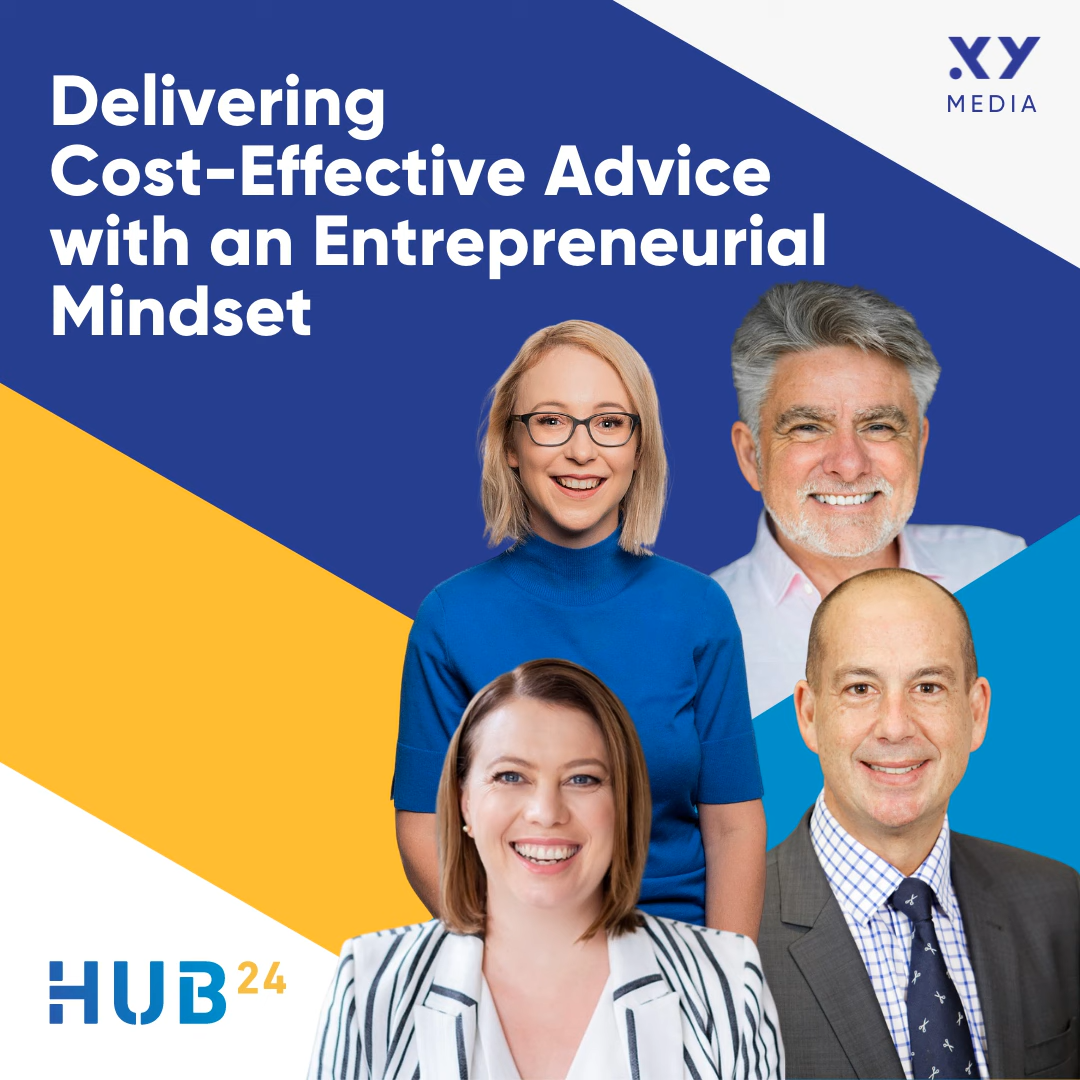 XY
MEDIA
Delivering
Cost-Effective Advice
with an Entrepreneurial
Mindset
HUB24